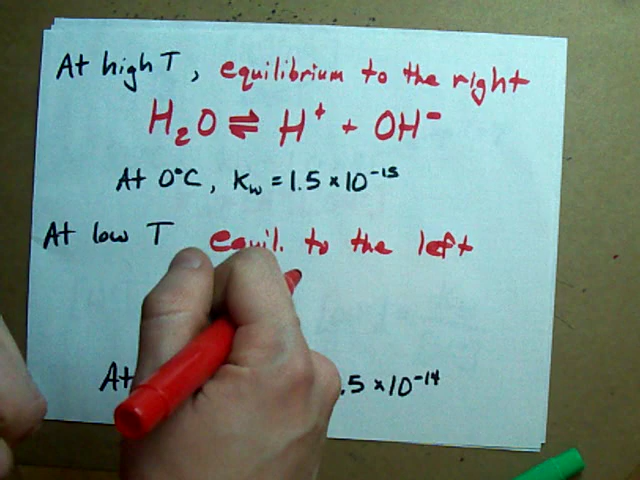 At high T, equilibrium to the right
H₂O ⇌ H⁺ + OH⁻
At 0°C, Kw = 1.5 × 10⁻¹⁵
At low T equil. to the left
At .5 × 10⁻¹⁴